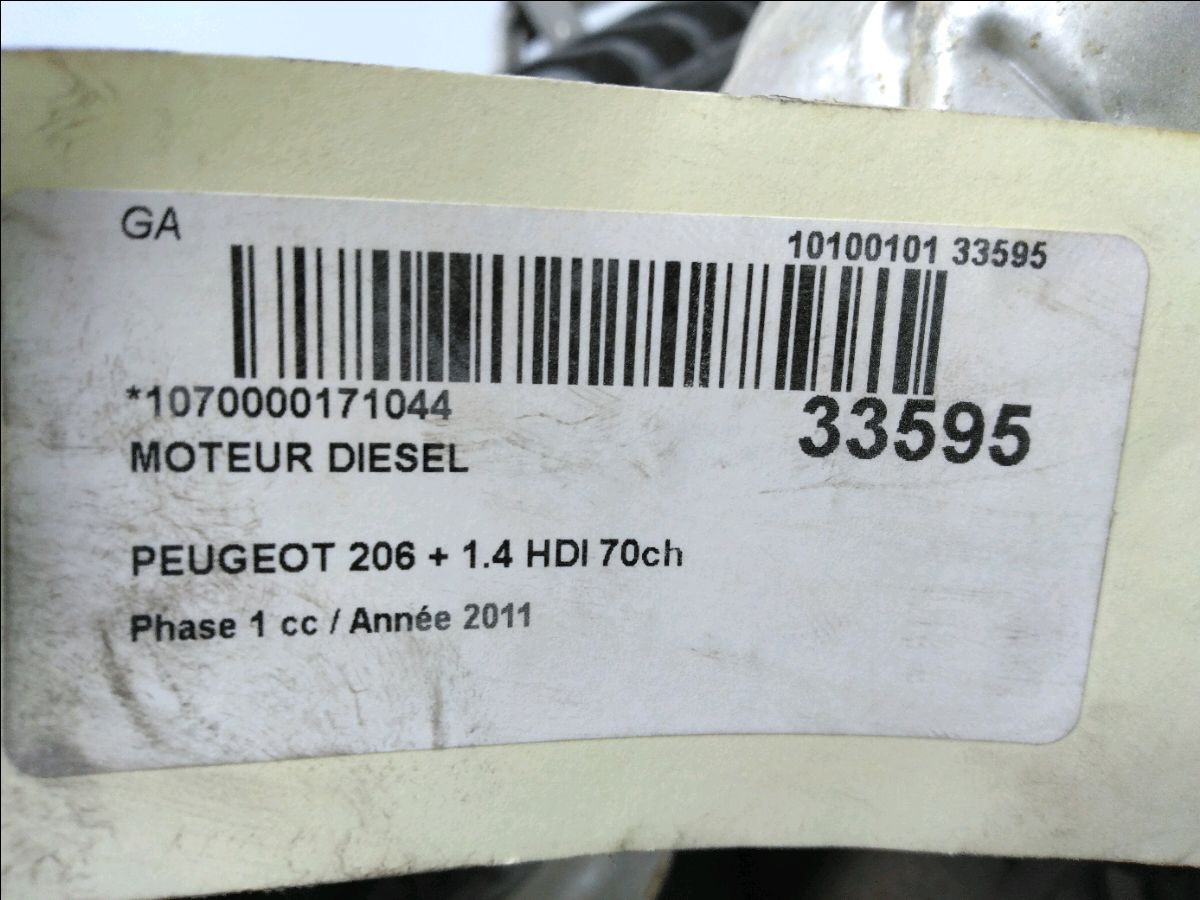 GA
10100101 33595
*1070000171044
33595
MOTEUR DIESEL
PEUGEOT 206 + 1.4 HDI 70ch
Phase 1 cc / Année 2011